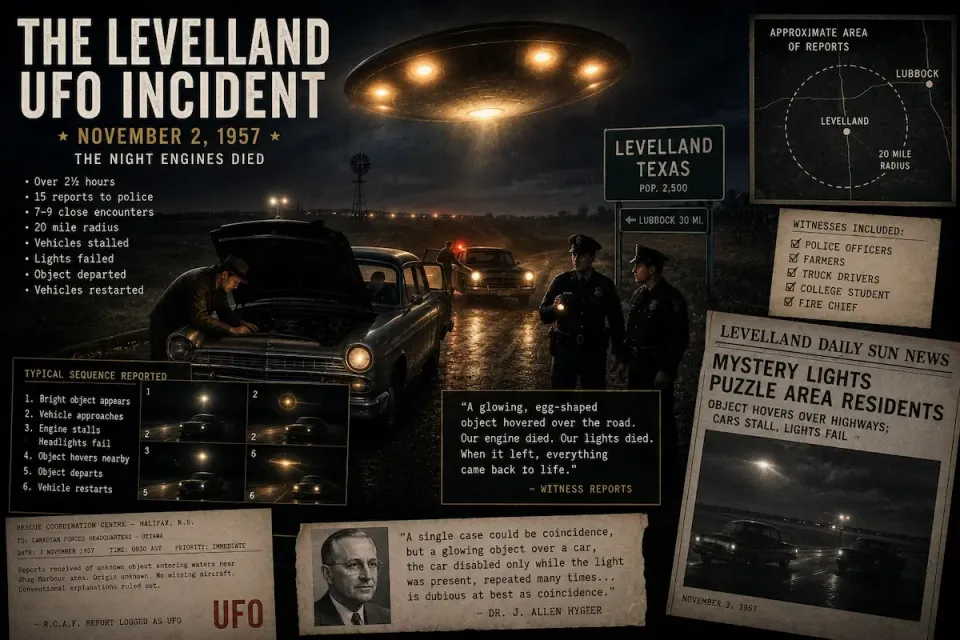 THE LEVELLAND
UFO INCIDENT
★ NOVEMBER 2, 1957 ★
THE NIGHT ENGINES DIED
• Over 2½ hours
• 15 reports to police
• 7–9 close encounters
• 20 mile radius
• Vehicles stalled
• Lights failed
• Object departed
• Vehicles restarted
APPROXIMATE AREA
OF REPORTS
LUBBOCK
LEVELLAND
20 MILE
RADIUS
LEVELLAND
TEXAS
POP. 2,500
← LUBBOCK 30 MI.
WITNESSES INCLUDED:
☑ POLICE OFFICERS
☑ FARMERS
☑ TRUCK DRIVERS
☑ COLLEGE STUDENT
☑ FIRE CHIEF
LEVELLAND DAILY SUN NEWS
MYSTERY LIGHTS
PUZZLE AREA RESIDENTS
OBJECT HOVERS OVER HIGHWAYS;
CARS STALL, LIGHTS FAIL
NOVEMBER 3, 1957
TYPICAL SEQUENCE REPORTED
1. Bright object appears
2. Vehicle approaches
3. Engine stalls
Headlights fail
4. Object hovers nearby
5. Object departs
6. Vehicle restarts
1
2
2
3
5
5
6
"A glowing, egg-shaped
object hovered over the road.
Our engine died. Our lights died.
When it left, everything
came back to life."
– WITNESS REPORTS
RESCUE COORDINATION CENTRE – HALIFAX, N.S.
TO: CANADIAN FORCES HEADQUARTERS – OTTAWA
DATE: 3 NOVEMBER 1957 TIME: 0830 AST PRIORITY: IMMEDIATE
Reports received of unknown object entering waters near
Shag Harbour area. Origin unknown. No missing aircraft.
Conventional explanations ruled out.
– R.C.A.F. REPORT LOGGED AS UFO
UFO
"A single case could be coincidence,
but a glowing object over a car,
the car disabled only while the light
was present, repeated many times...
is dubious at best as coincidence."
– DR. J. ALLEN HYGEER